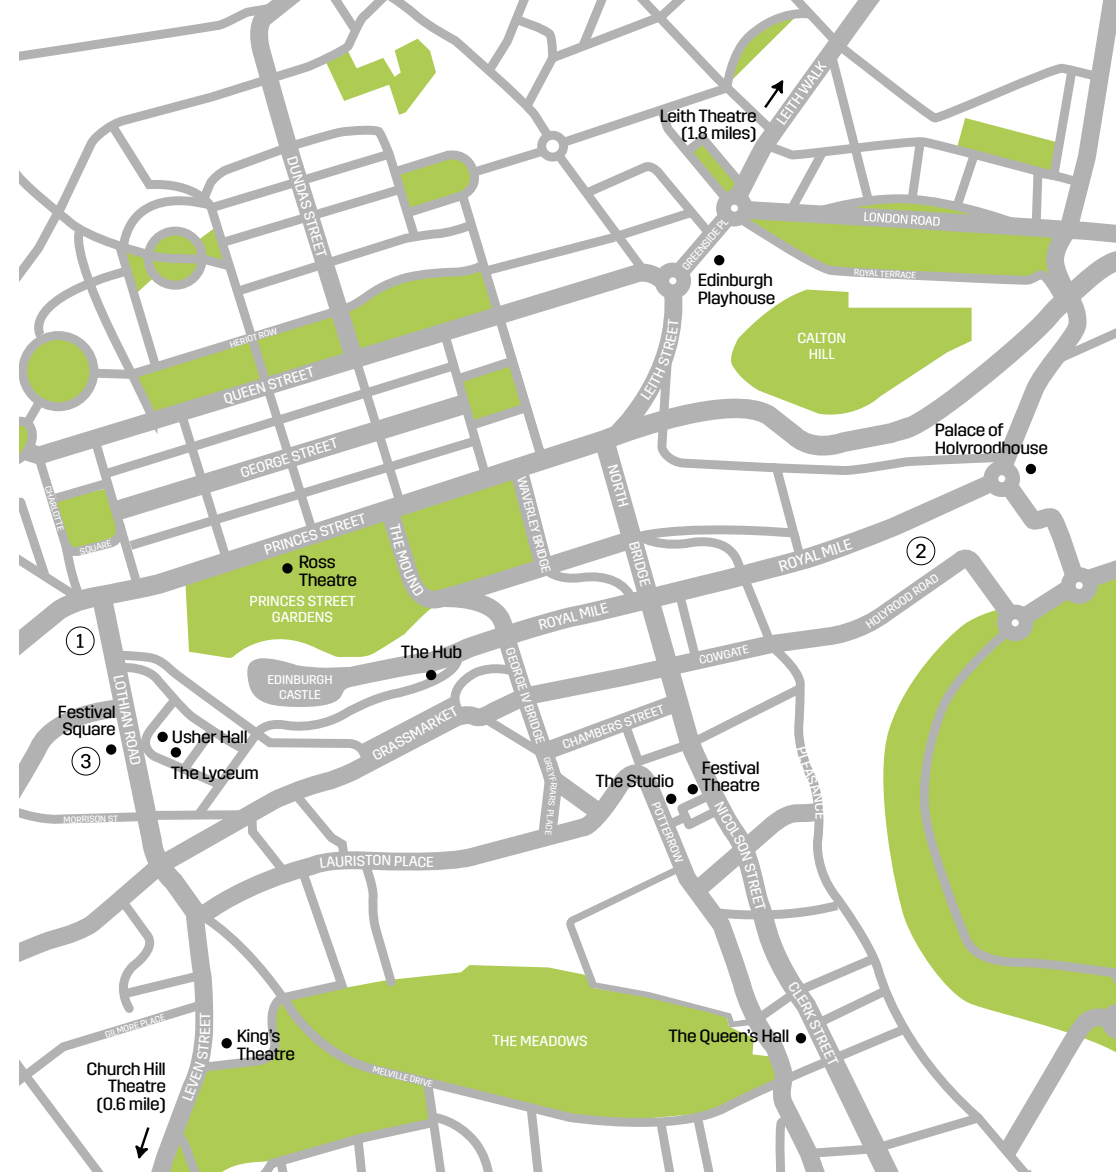 LEITH WALK
Leith Theatre
(1.8 miles)
DUNDAS STREET
LONDON ROAD
GREENSIDE PL
ROYAL TERRACE
Edinburgh
Playhouse
HERIOT ROW
CALTON
HILL
LEITH STREET
QUEEN STREET
GEORGE STREET
Palace of
Holyroodhouse
CHARLOTTE
SQUARE
NORTH
BRIDGE
WAVERLEY BRIDGE
PRINCES STREET
THE MOUND
Ross
Theatre
PRINCES STREET
GARDENS
ROYAL MILE
2
HOLYROOD ROAD
ROYAL MILE
1
The Hub
COWGATE
EDINBURGH
CASTLE
GEORGE IV BRIDGE
LOTHIAN ROAD
Festival
Square
3
Usher Hall
The Lyceum
GRASSMARKET
CHAMBERS STREET
PLEASANCE
GREYFRIARS PLACE
The Studio
Festival
Theatre
POTTERROW
NICOLSON STREET
MORRISON ST
LAURISTON PLACE
CLERK STREET
GILMORE PLACE
LEVEN STREET
King's
Theatre
THE MEADOWS
The Queen's Hall
MELVILLE DRIVE
Church Hill
Theatre
(0.6 mile)